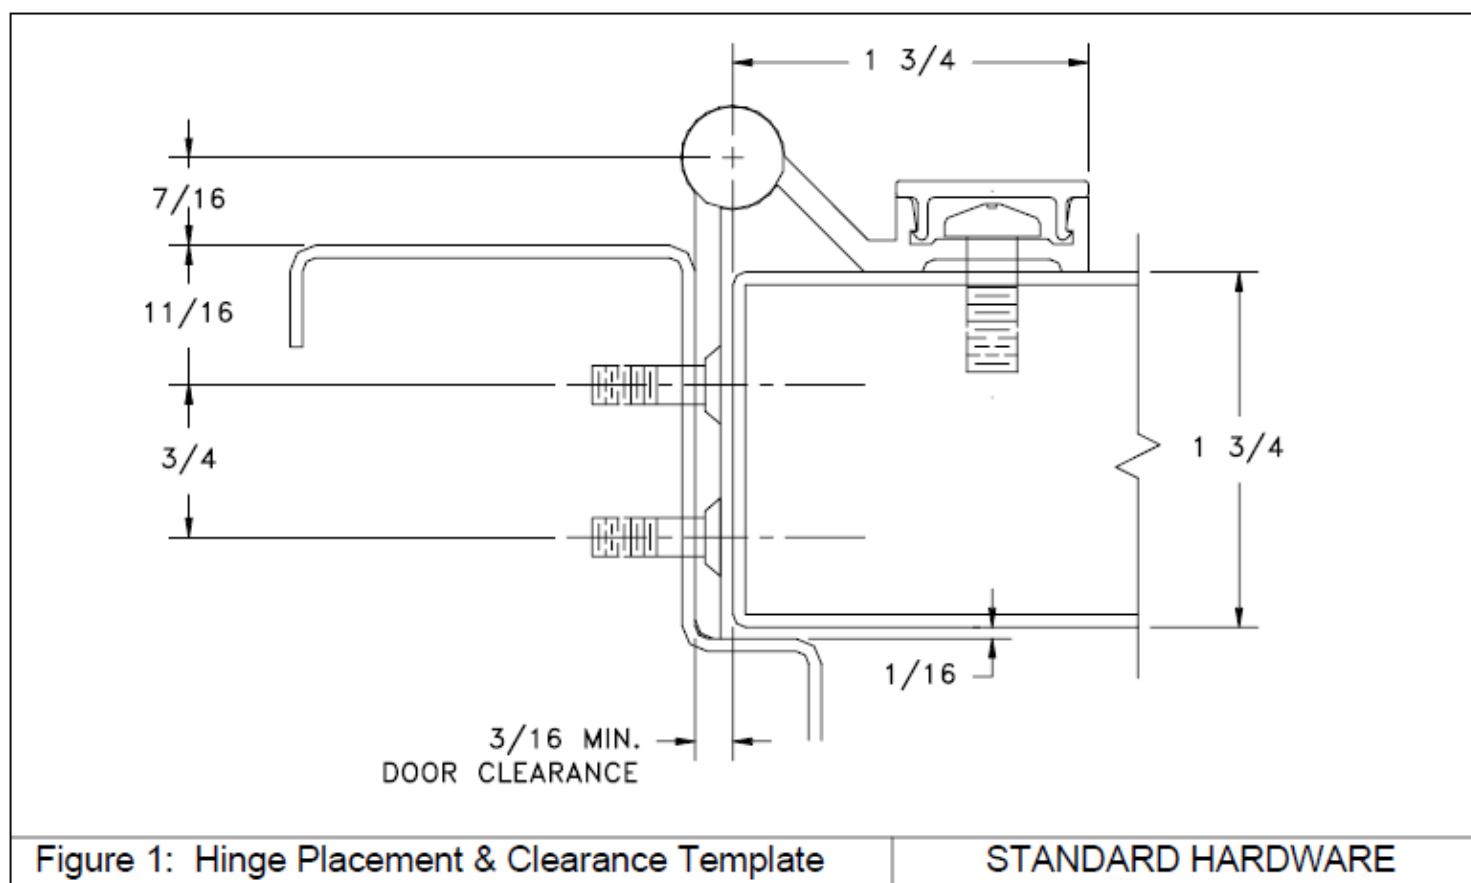 1 3/4
7/16
11/16
3/4
1 3/4
1/16
3/16 MIN.
DOOR CLEARANCE
Figure 1: Hinge Placement & Clearance Template
STANDARD HARDWARE